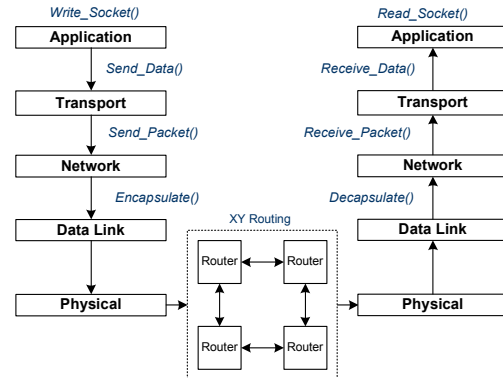 Write_Socket()
Application
Send_Data()
Transport
Send_Packet()
Network
Encapsulate()
Data Link
Physical
XY Routing
Router
Router
Router
Router
Read_Socket()
Application
Receive_Data()
Transport
Receive_Packet()
Network
Decapsulate()
Data Link
Physical